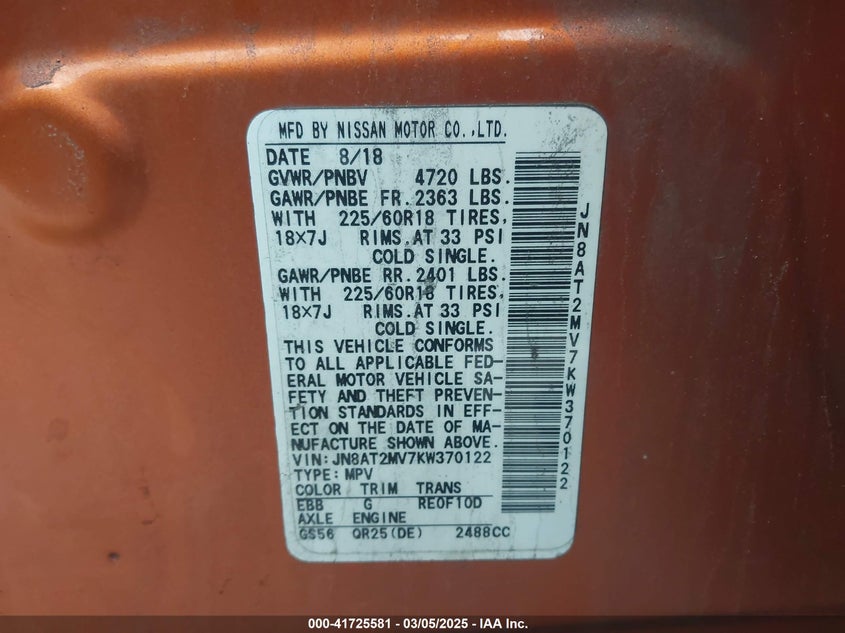 MFD BY NISSAN MOTOR CO.,LTD.
DATE 8/18
GVWR/PNBV 4720 LBS.
GAWR/PNBE FR. 2363 LBS.
WITH 225/60R18 TIRES,
18×7J RIMS.AT 33 PSI
COLD SINGLE.
GAWR/PNBE RR. 2401 LBS.
WITH 225/60R18 TIRES,
18×7J RIMS.AT 33 PSI
COLD SINGLE.
THIS VEHICLE CONFORMS
TO ALL APPLICABLE FED-
ERAL MOTOR VEHICLE SA-
FETY AND THEFT PREVEN-
TION STANDARDS IN EFF-
ECT ON THE DATE OF MA-
NUFACTURE SHOWN ABOVE.
VIN:JN8AT2MV7KW370122
TYPE:MPV
COLOR TRIM TRANS
EBB G RE0F10D
AXLE ENGINE
GS56 QR25(DE) 2488CC
JN8AT2MV7KW370122
000-41725581 - 03/05/2025 - IAA Inc.